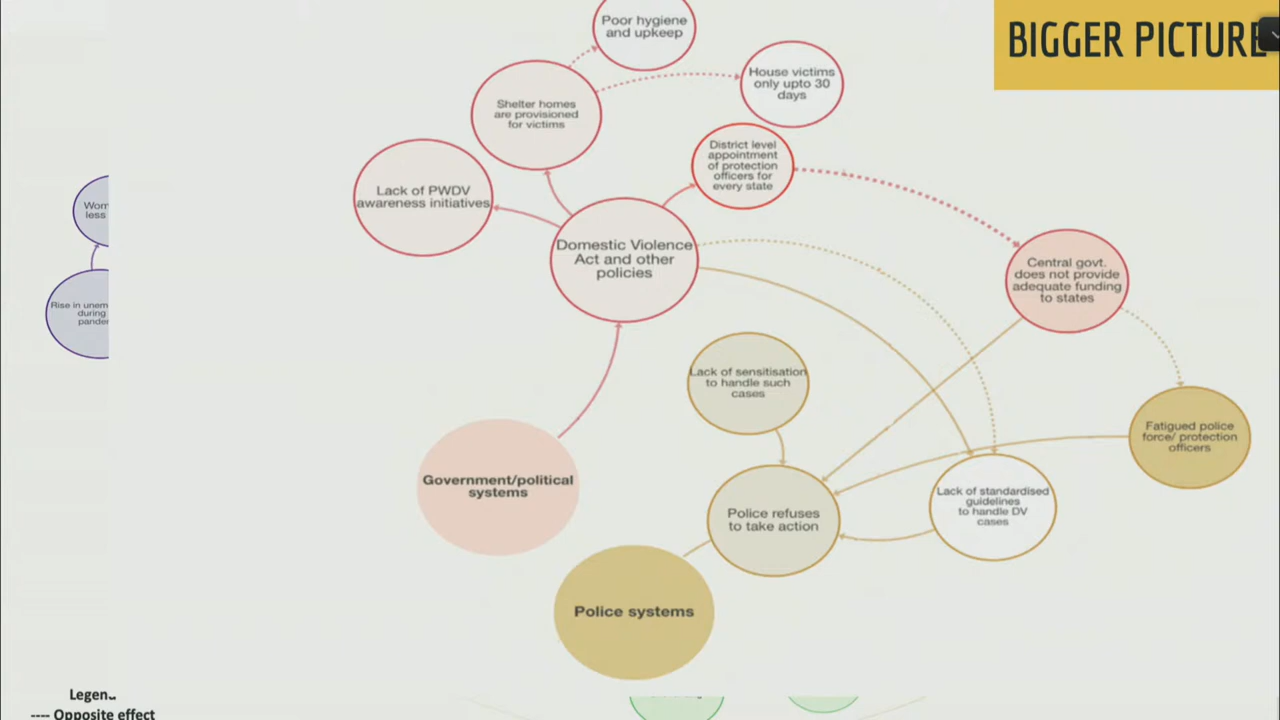 BIGGER PICTURE
Poor hygiene
and upkeep
House victims
only upto 30
days
Shelter homes
are provisioned
for victims
District level
appointment
of protection
officers for
every state
Lack of PWDV
awareness initiatives
Domestic Violence
Act and other
policies
Central govt.
does not provide
adequate funding
to states
less
Rise in
during
Lack of sensitisation
to handle such
cases
Fatigued police
force/ protection
officers
Government/political
systems
Lack of standardised
guidelines
to handle DV
cases
Police refuses
to take action
Police systems
---- Opposite effect